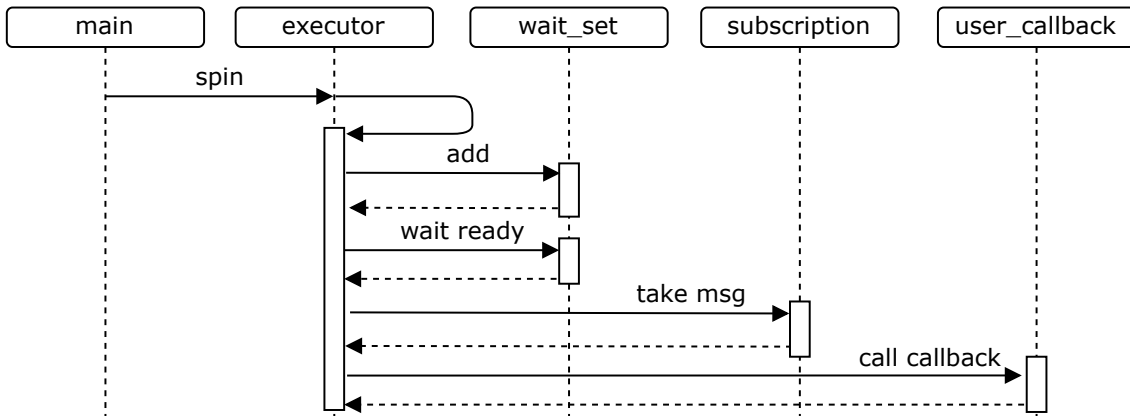 main
executor
wait_set
subscription
user_callback
spin
add
wait ready
take msg
call callback